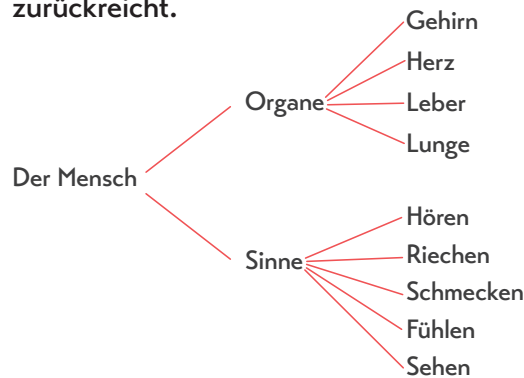 zurückreicht.
Gehirn
Herz
Organe
Leber
Lunge
Der Mensch
Hören
Riechen
Sinne
Schmecken
Fühlen
Sehen